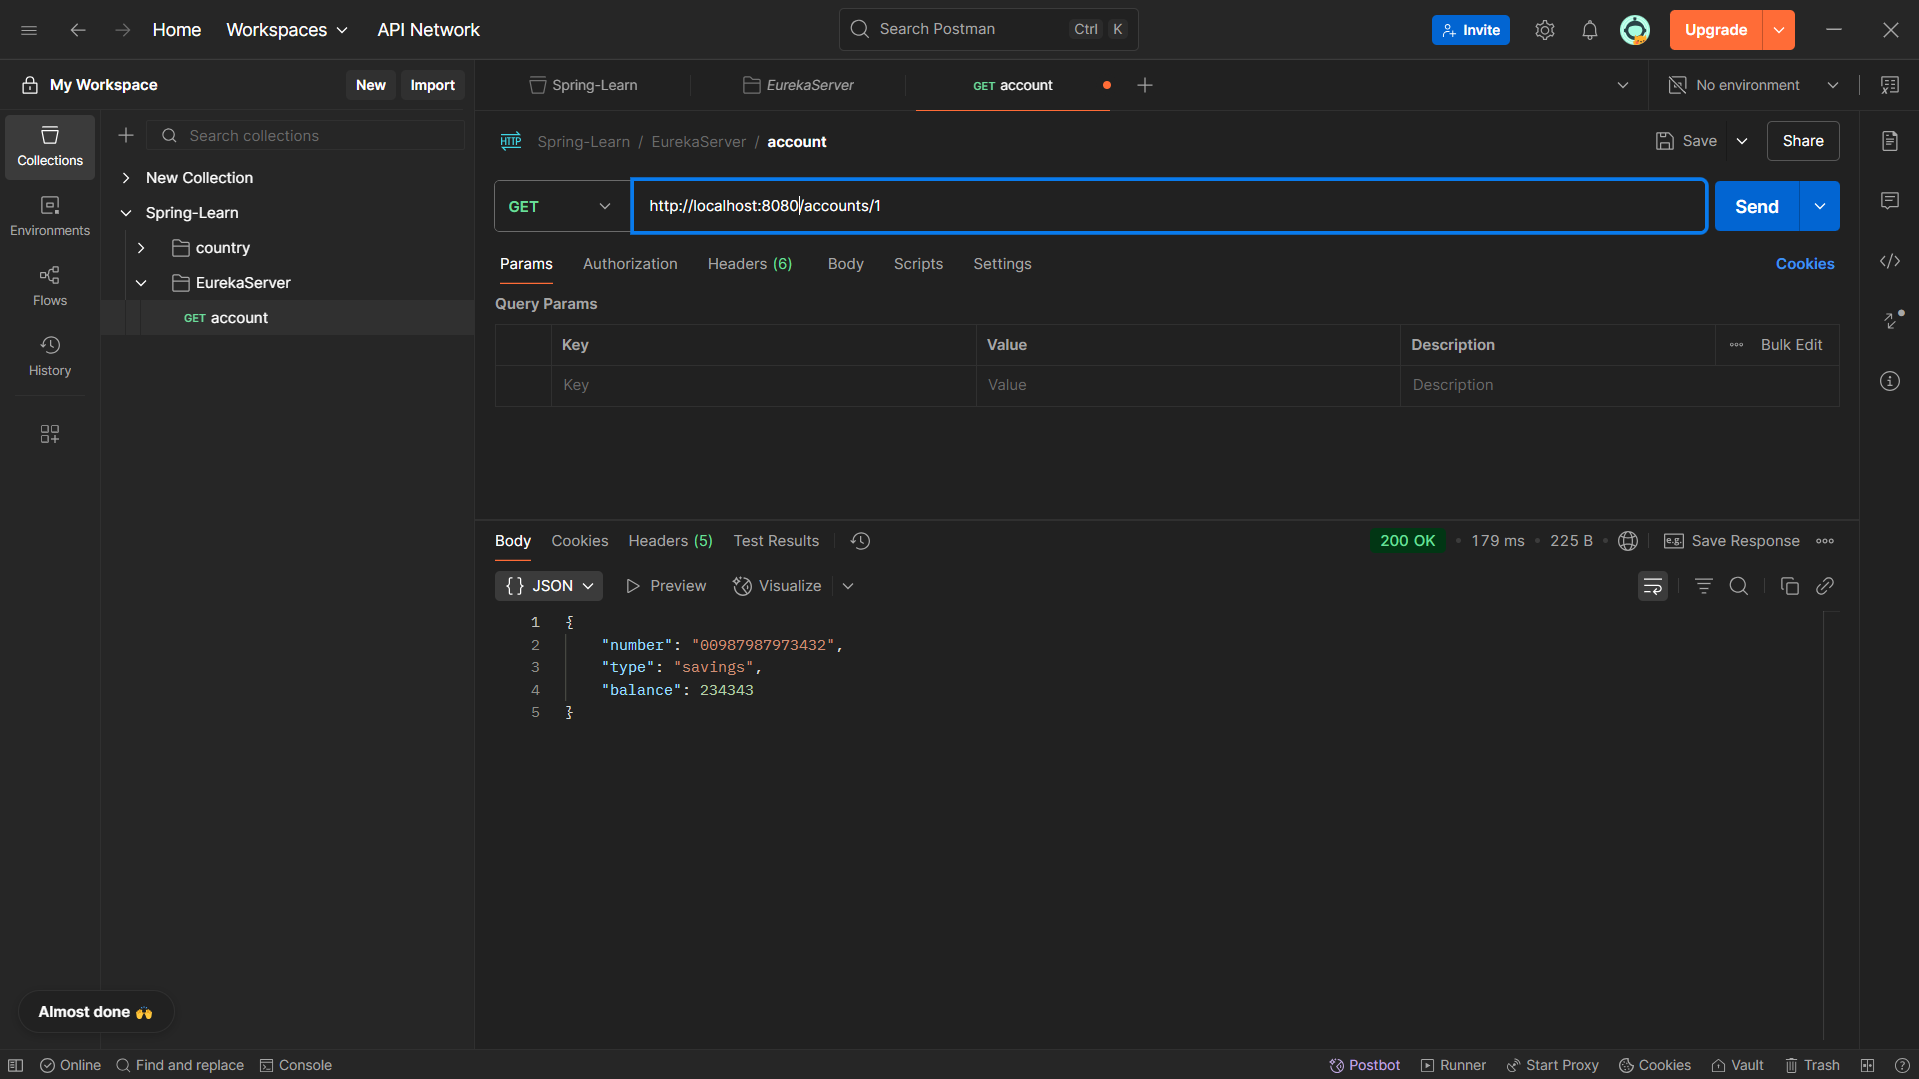 Home Workspaces API Network Search Postman Ctrl K Invite Upgrade
My Workspace New Import Spring-Learn EurekaServer GET account No environment
Collections
Environments
Flows
History
Search collections
New Collection
Spring-Learn
country
EurekaServer
GET account
HTTP Spring-Learn / EurekaServer / account Save Share
GET http://localhost:8080/accounts/1 Send
Params Authorization Headers (6) Body Scripts Settings Cookies
Query Params
Key Value Description Bulk Edit
Key Value Description
Body Cookies Headers (5) Test Results 200 OK • 179 ms • 225 B • e.g. Save Response
{} JSON Preview Visualize
1 {
2 "number": "00987987973432",
3 "type": "savings",
4 "balance": 234343
5 }
Almost done 🙌
Online Find and replace Console Postbot Runner Start Proxy Cookies Vault Trash